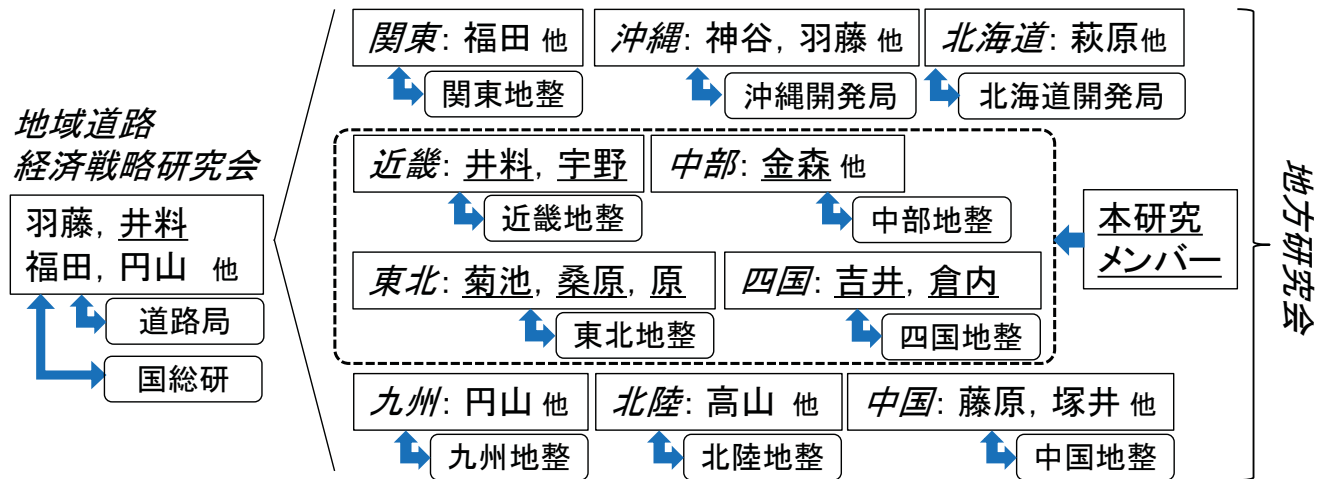 地域道路
経済戦略研究会
羽藤, 井料
福田, 円山 他
道路局
国総研
関東: 福田 他
関東地整
沖縄: 神谷, 羽藤 他
沖縄開発局
北海道: 萩原他
北海道開発局
近畿: 井料, 宇野
近畿地整
中部: 金森 他
中部地整
東北: 菊池, 桑原, 原
東北地整
四国: 吉井, 倉内
四国地整
九州: 円山 他
九州地整
北陸: 高山 他
北陸地整
中国: 藤原, 塚井 他
中国地整
本研究
メンバー
地方研究会